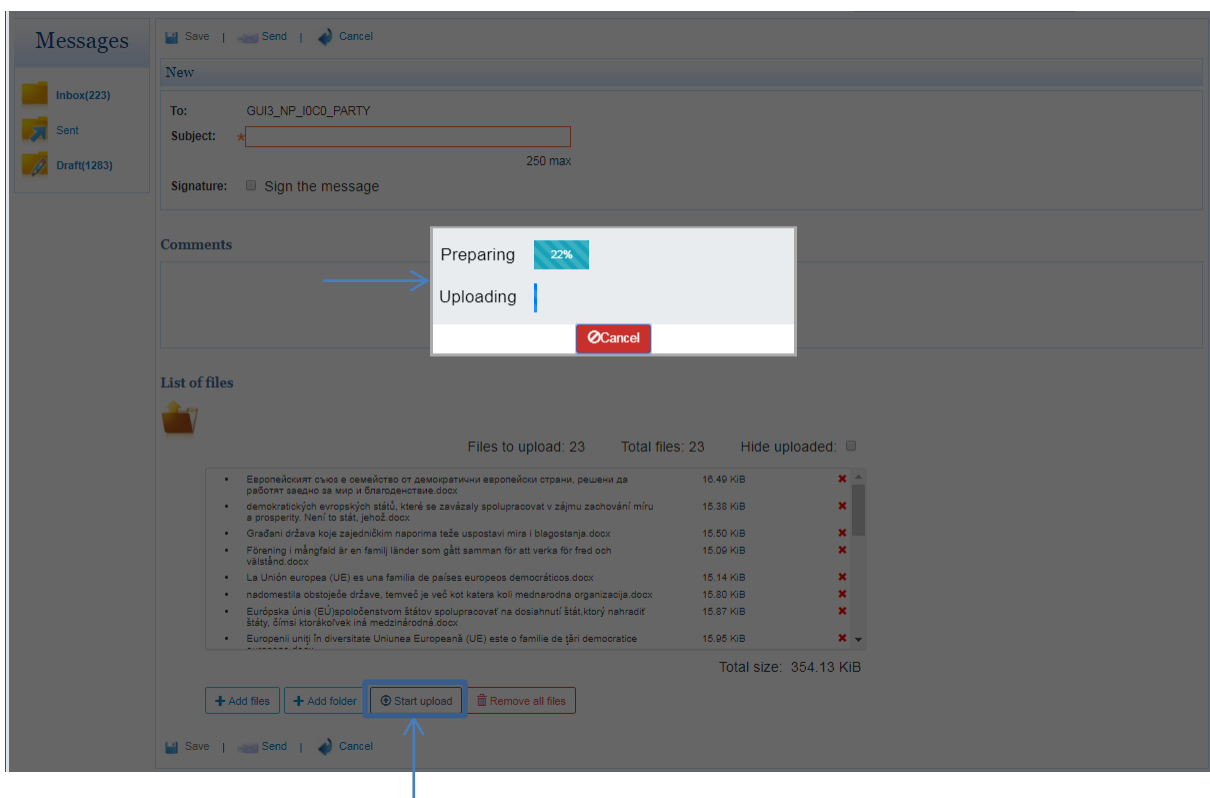 Messages
Inbox(223)
Sent
Draft(1283)
Save | Send | Cancel
New
To: GUI3_NP_I0C0_PARTY
Subject: *
250 max
Signature: Sign the message
Comments
Preparing 22%
Uploading
Cancel
List of files
Files to upload: 23 Total files: 23 Hide uploaded:
Европейският съюз е семейство от демократични европейски страни, решени да 16.49 KiB
работят заедно за мир и благоденствие.docx
demokratických evropských států, které se zavázaly spolupracovat v zájmu zachování míru 15.38 KiB
a prosperity. Není to stát, jehož.docx
Građani država koje zajedničkim naporima teže uspostavi mira i blagostanja.docx 15.50 KiB
Förening i mångfald är en familj länder som gått samman för att verka för fred och 15.09 KiB
välstånd.docx
La Unión europea (UE) es una familia de países europeos democráticos.docx 15.14 KiB
nadomestila obstoječe države, temveč je več kot katera koli mednarodna organizacija.docx 15.80 KiB
Európska únia (EÚ)spoločenstvom štátov spolupracovať na dosiahnutí štát,ktorý nahradiť 15.87 KiB
štáty, čímsi ktorákoľvek iná medzinárodná.docx
Europenii uniţi în diversitate Uniunea Europeană (UE) este o familie de ţări democratice 15.95 KiB
Total size: 354.13 KiB
Add files Add folder Start upload Remove all files
Save | Send | Cancel